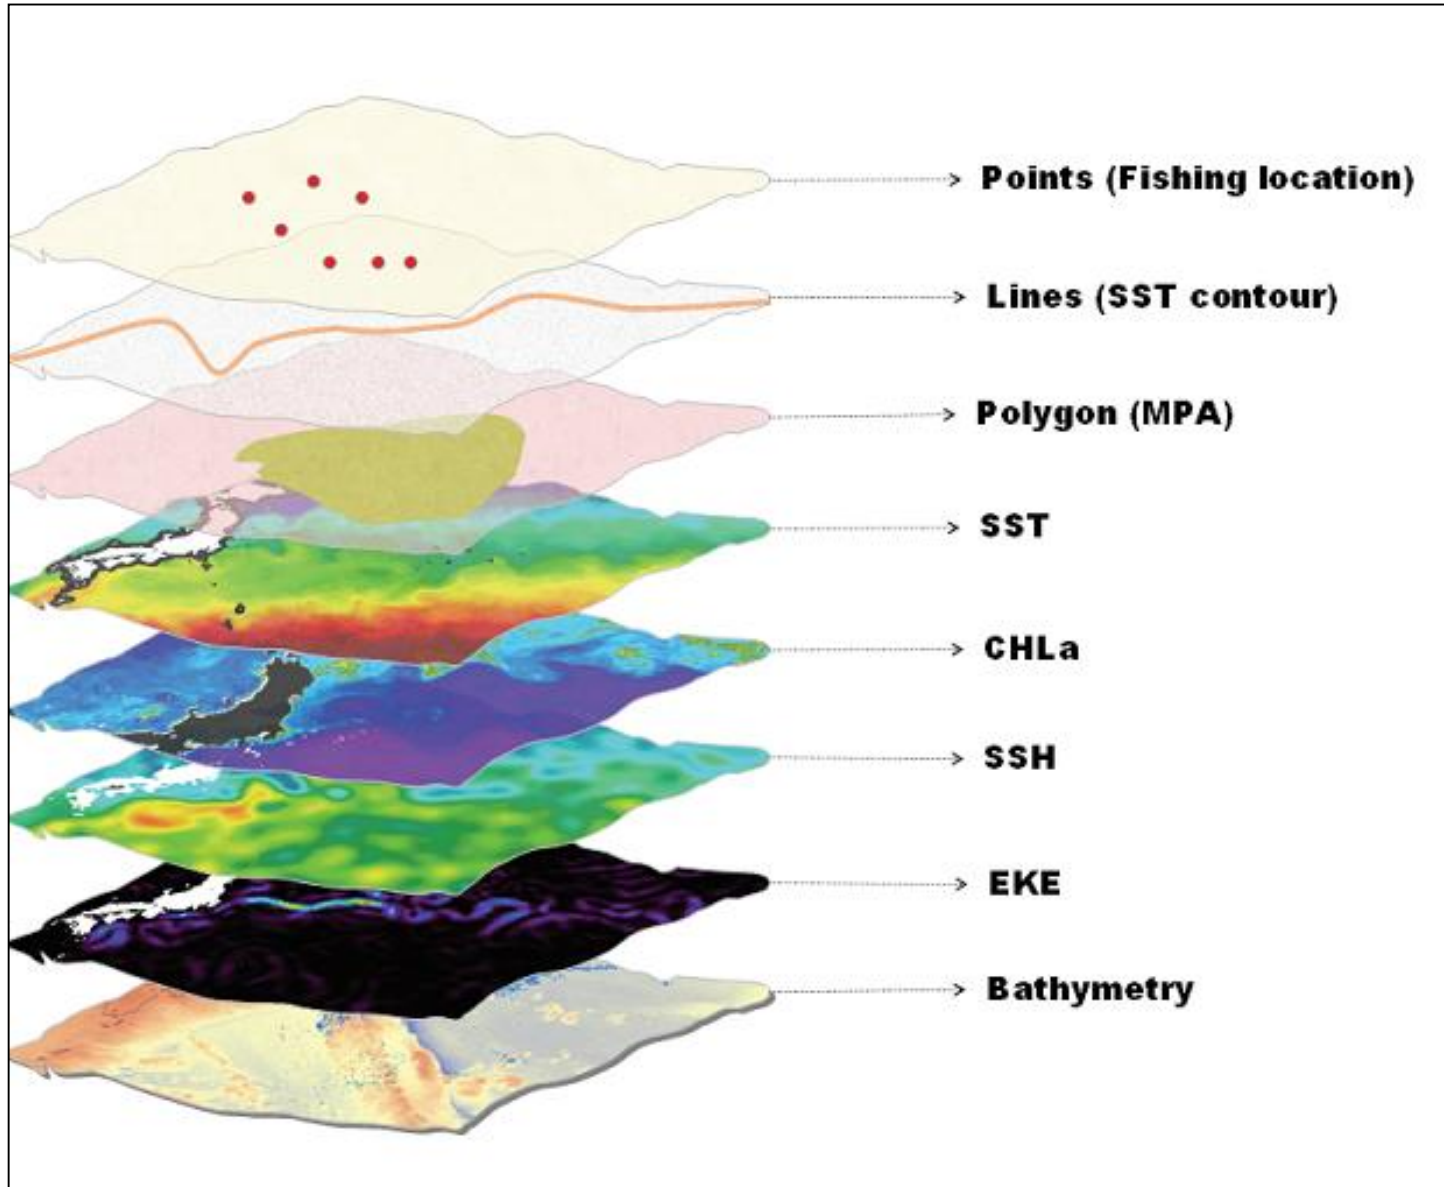 Points (Fishing location)
Lines (SST contour)
Polygon (MPA)
SST
CHLa
SSH
EKE
Bathymetry